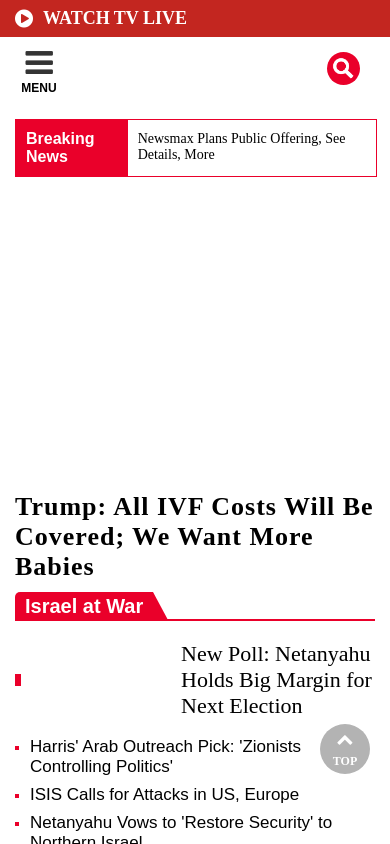 WATCH TV LIVE
MENU
Breaking
News
Newsmax Plans Public Offering, See
Details, More
Trump: All IVF Costs Will Be
Covered; We Want More
Babies
Israel at War
New Poll: Netanyahu
Holds Big Margin for
Next Election
Harris' Arab Outreach Pick: 'Zionists
Controlling Politics'
TOP
ISIS Calls for Attacks in US, Europe
Netanyahu Vows to 'Restore Security' to
Northern Israel